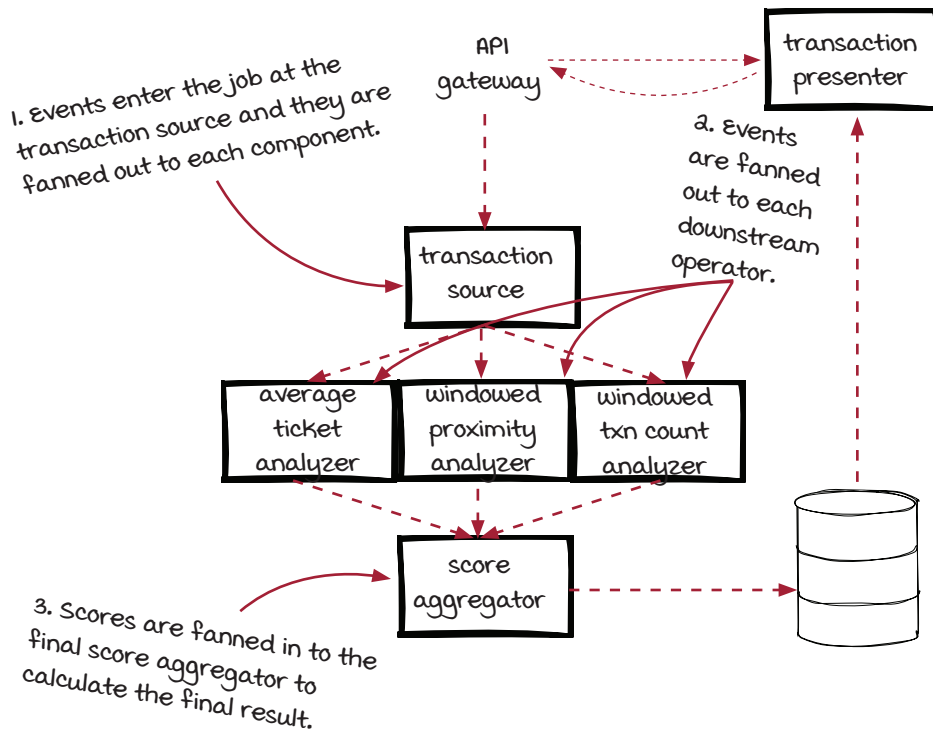 1. Events enter the job at the
transaction source and they are
fanned out to each component.
API
gateway
transaction
presenter
2. Events
are fanned
out to each
downstream
operator.
transaction
source
average
ticket
analyzer
windowed
proximity
analyzer
windowed
txn count
analyzer
score
aggregator
3. Scores are fanned in to the
final score aggregator to
calculate the final result.